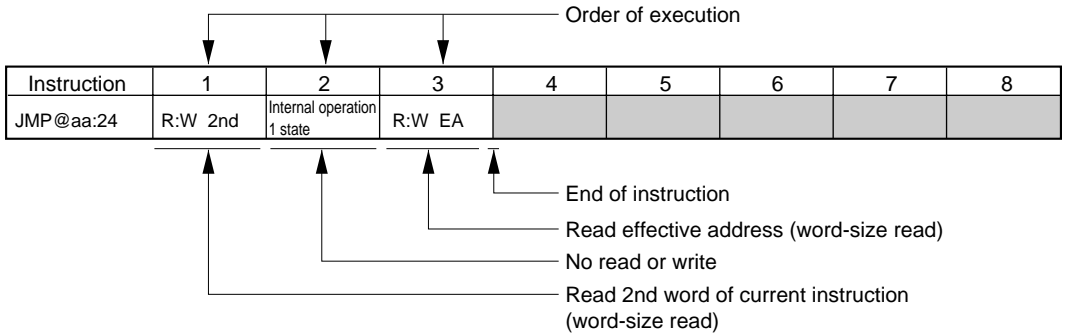 Order of execution
Instruction 1 2 3 4 5 6 7 8
JMP@aa:24 R:W 2nd Internal operation R:W EA
1 state
End of instruction
Read effective address (word-size read)
No read or write
Read 2nd word of current instruction
(word-size read)